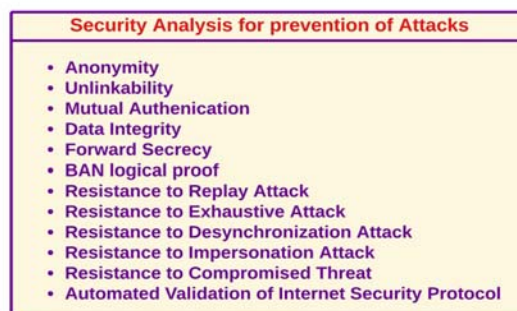 Security Analysis for prevention of Attacks
• Anonymity
• Unlinkability
• Mutual Authenication
• Data Integrity
• Forward Secrecy
• BAN logical proof
• Resistance to Replay Attack
• Resistance to Exhaustive Attack
• Resistance to Desynchronization Attack
• Resistance to Impersonation Attack
• Resistance to Compromised Threat
• Automated Validation of Internet Security Protocol